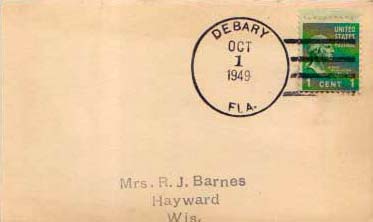 DEBARY
OCT
1
1949
FLA.
UNITED
STATES
POSTAGE
1 CENT 1
Mrs. R. J. Barnes
Hayward
Wis.